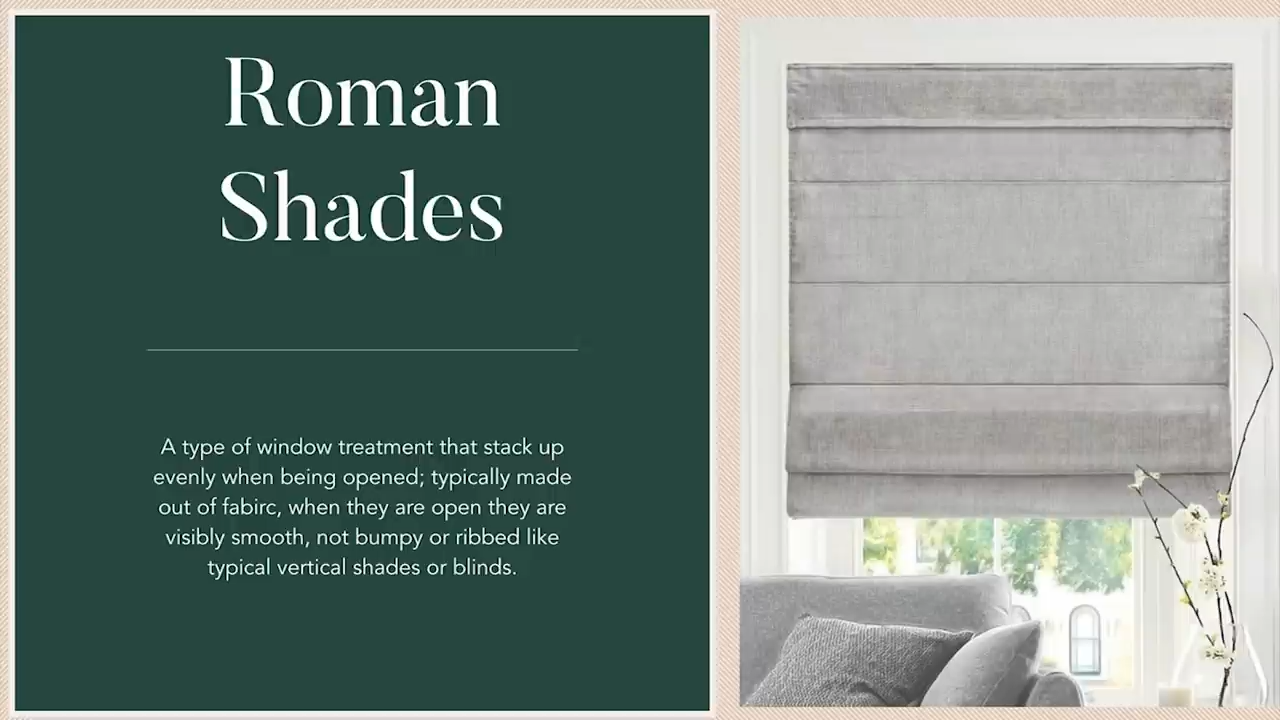 Roman
Shades
A type of window treatment that stack up
evenly when being opened; typically made
out of fabirc, when they are open they are
visibly smooth, not bumpy or ribbed like
typical vertical shades or blinds.